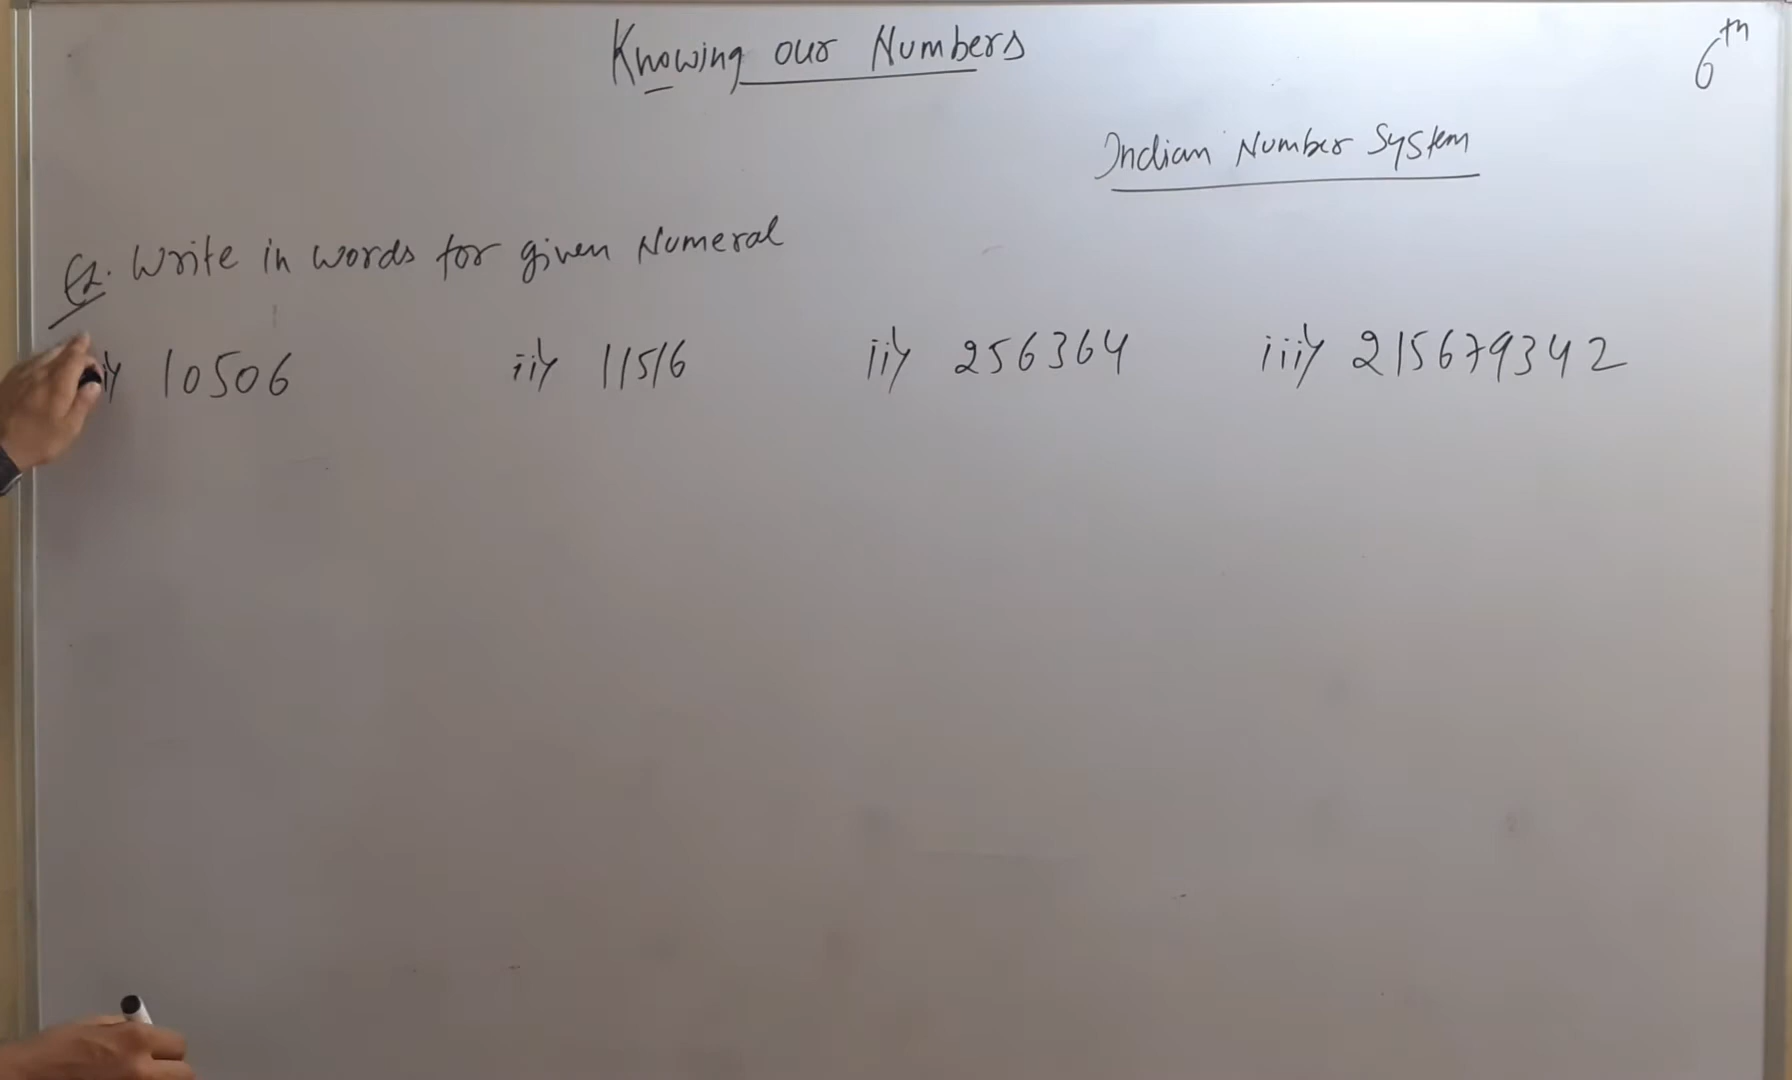 Knowing our Numbers
6th
Indian Number System
Ex. Write in words for given Numeral
i) 10506 ii) 11516 ii) 256364 iii) 215679342